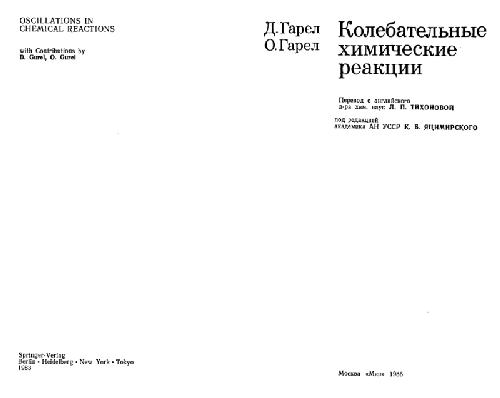 OSCILLATIONS IN
CHEMICAL REACTIONS
with Contributions by
D. Gurel, O. Gurel
Springer-Verlag
Berlin • Heidelberg • New York • Tokyo
1983
Д. Гарел
О. Гарел
Колебательные
химические
реакции
Перевод с английского
д-ра хим. наук Л. П. ТИХОНОВОЙ
под редакцией
академика АН УССР К. Б. ЯЦИМИРСКОГО
Москва «Мир» 1986